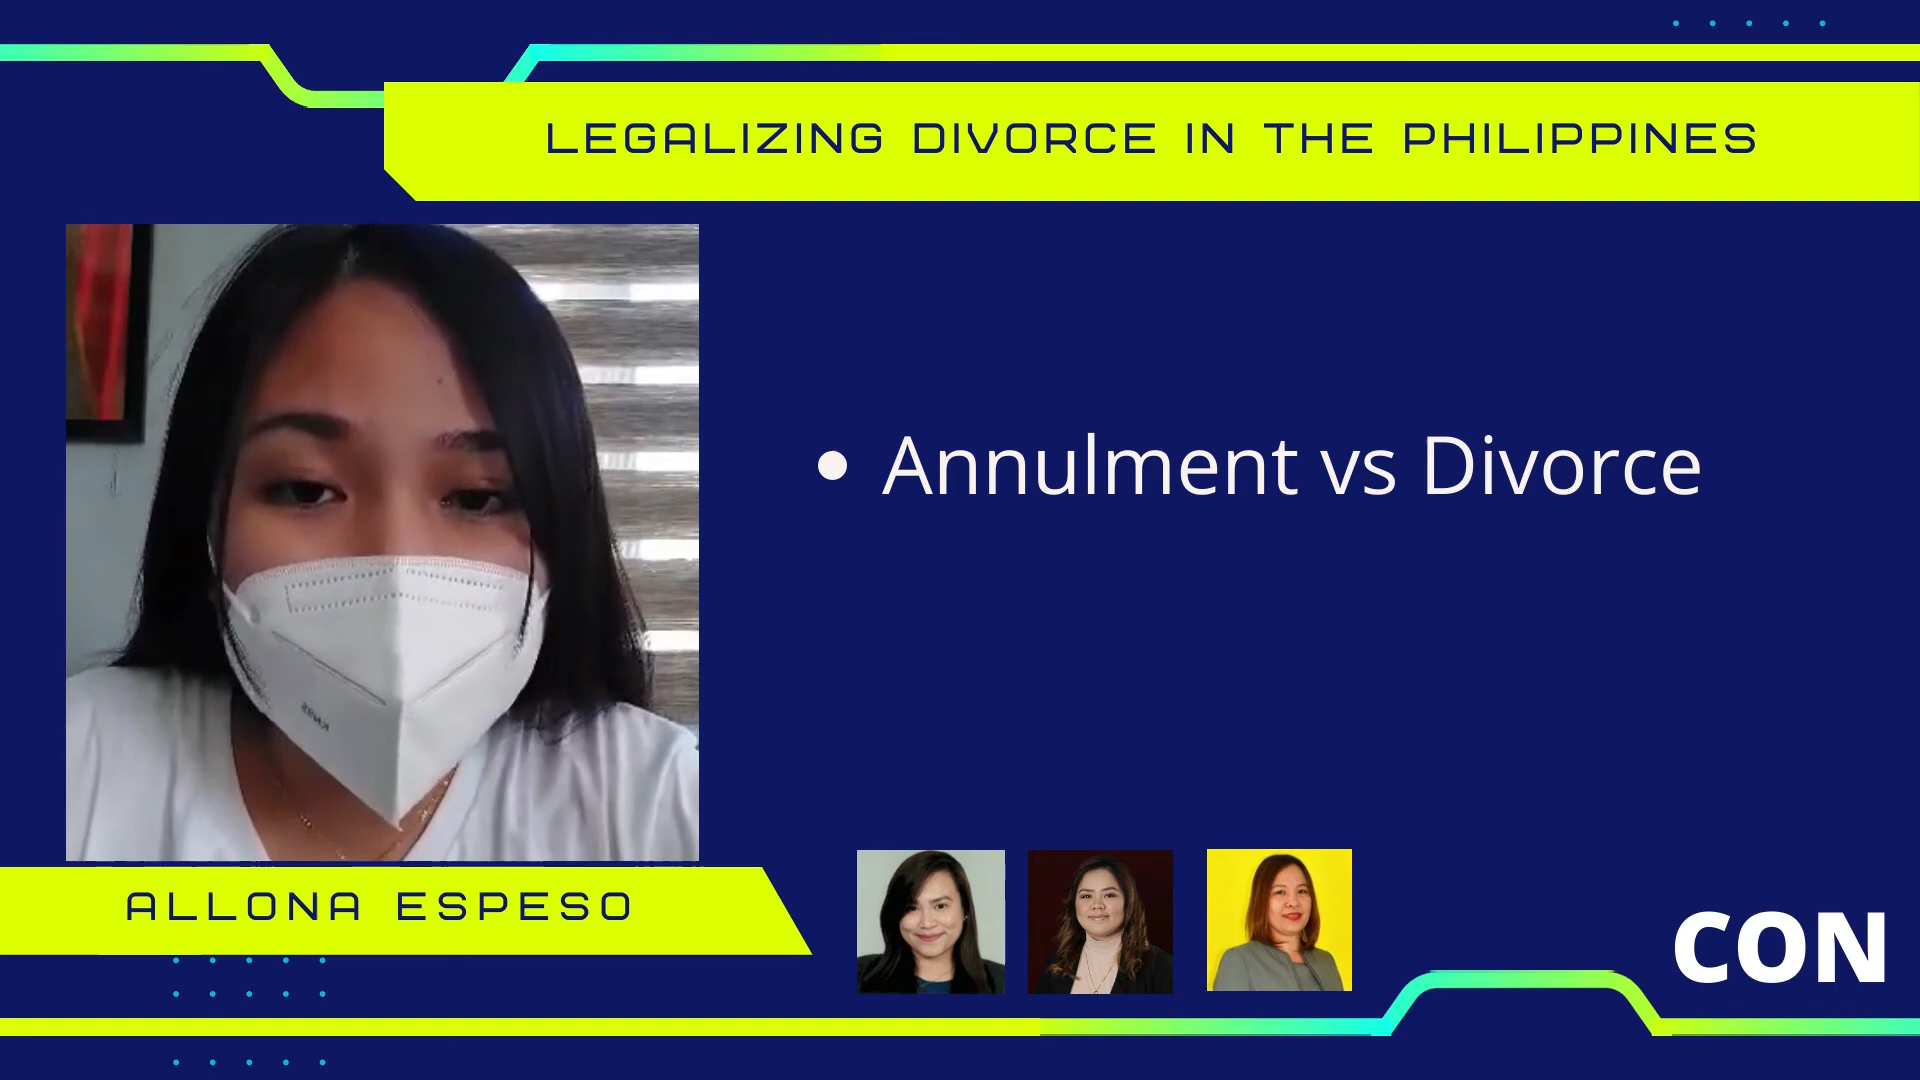 LEGALIZING DIVORCE IN THE PHILIPPINES
• Annulment vs Divorce
ALLONA ESPESO
CON